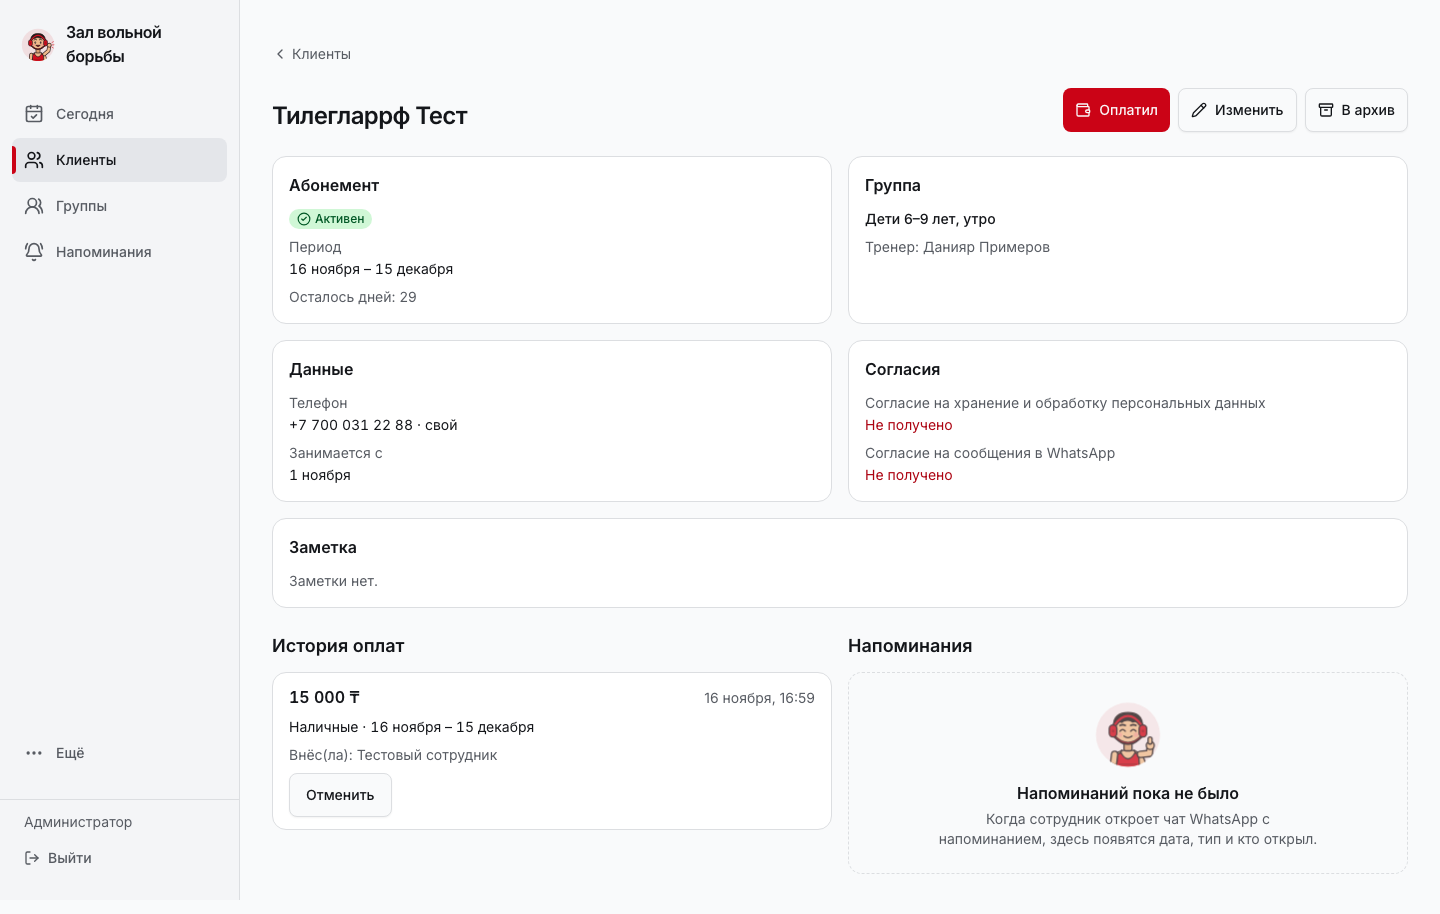 Зал вольной
борьбы
Сегодня
Клиенты
Группы
Напоминания
Ещё
Администратор
Выйти
Клиенты
Тилегларрф Тест
Оплатил
Изменить
В архив
Абонемент
Активен
Период
16 ноября – 15 декабря
Осталось дней: 29
Группа
Дети 6–9 лет, утро
Тренер: Данияр Примеров
Данные
Телефон
+7 700 031 22 88 · свой
Занимается с
1 ноября
Согласия
Согласие на хранение и обработку персональных данных
Не получено
Согласие на сообщения в WhatsApp
Не получено
Заметка
Заметки нет.
История оплат
15 000 ₸
16 ноября, 16:59
Наличные · 16 ноября – 15 декабря
Внёс(ла): Тестовый сотрудник
Отменить
Напоминания
Напоминаний пока не было
Когда сотрудник откроет чат WhatsApp с
напоминанием, здесь появятся дата, тип и кто открыл.